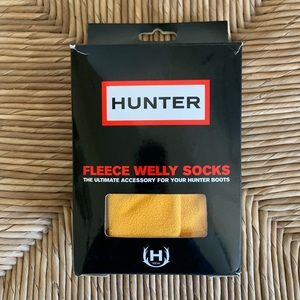 HUNTER
FLEECE WELLY SOCKS
THE ULTIMATE ACCESSORY FOR YOUR HUNTER BOOTS
H